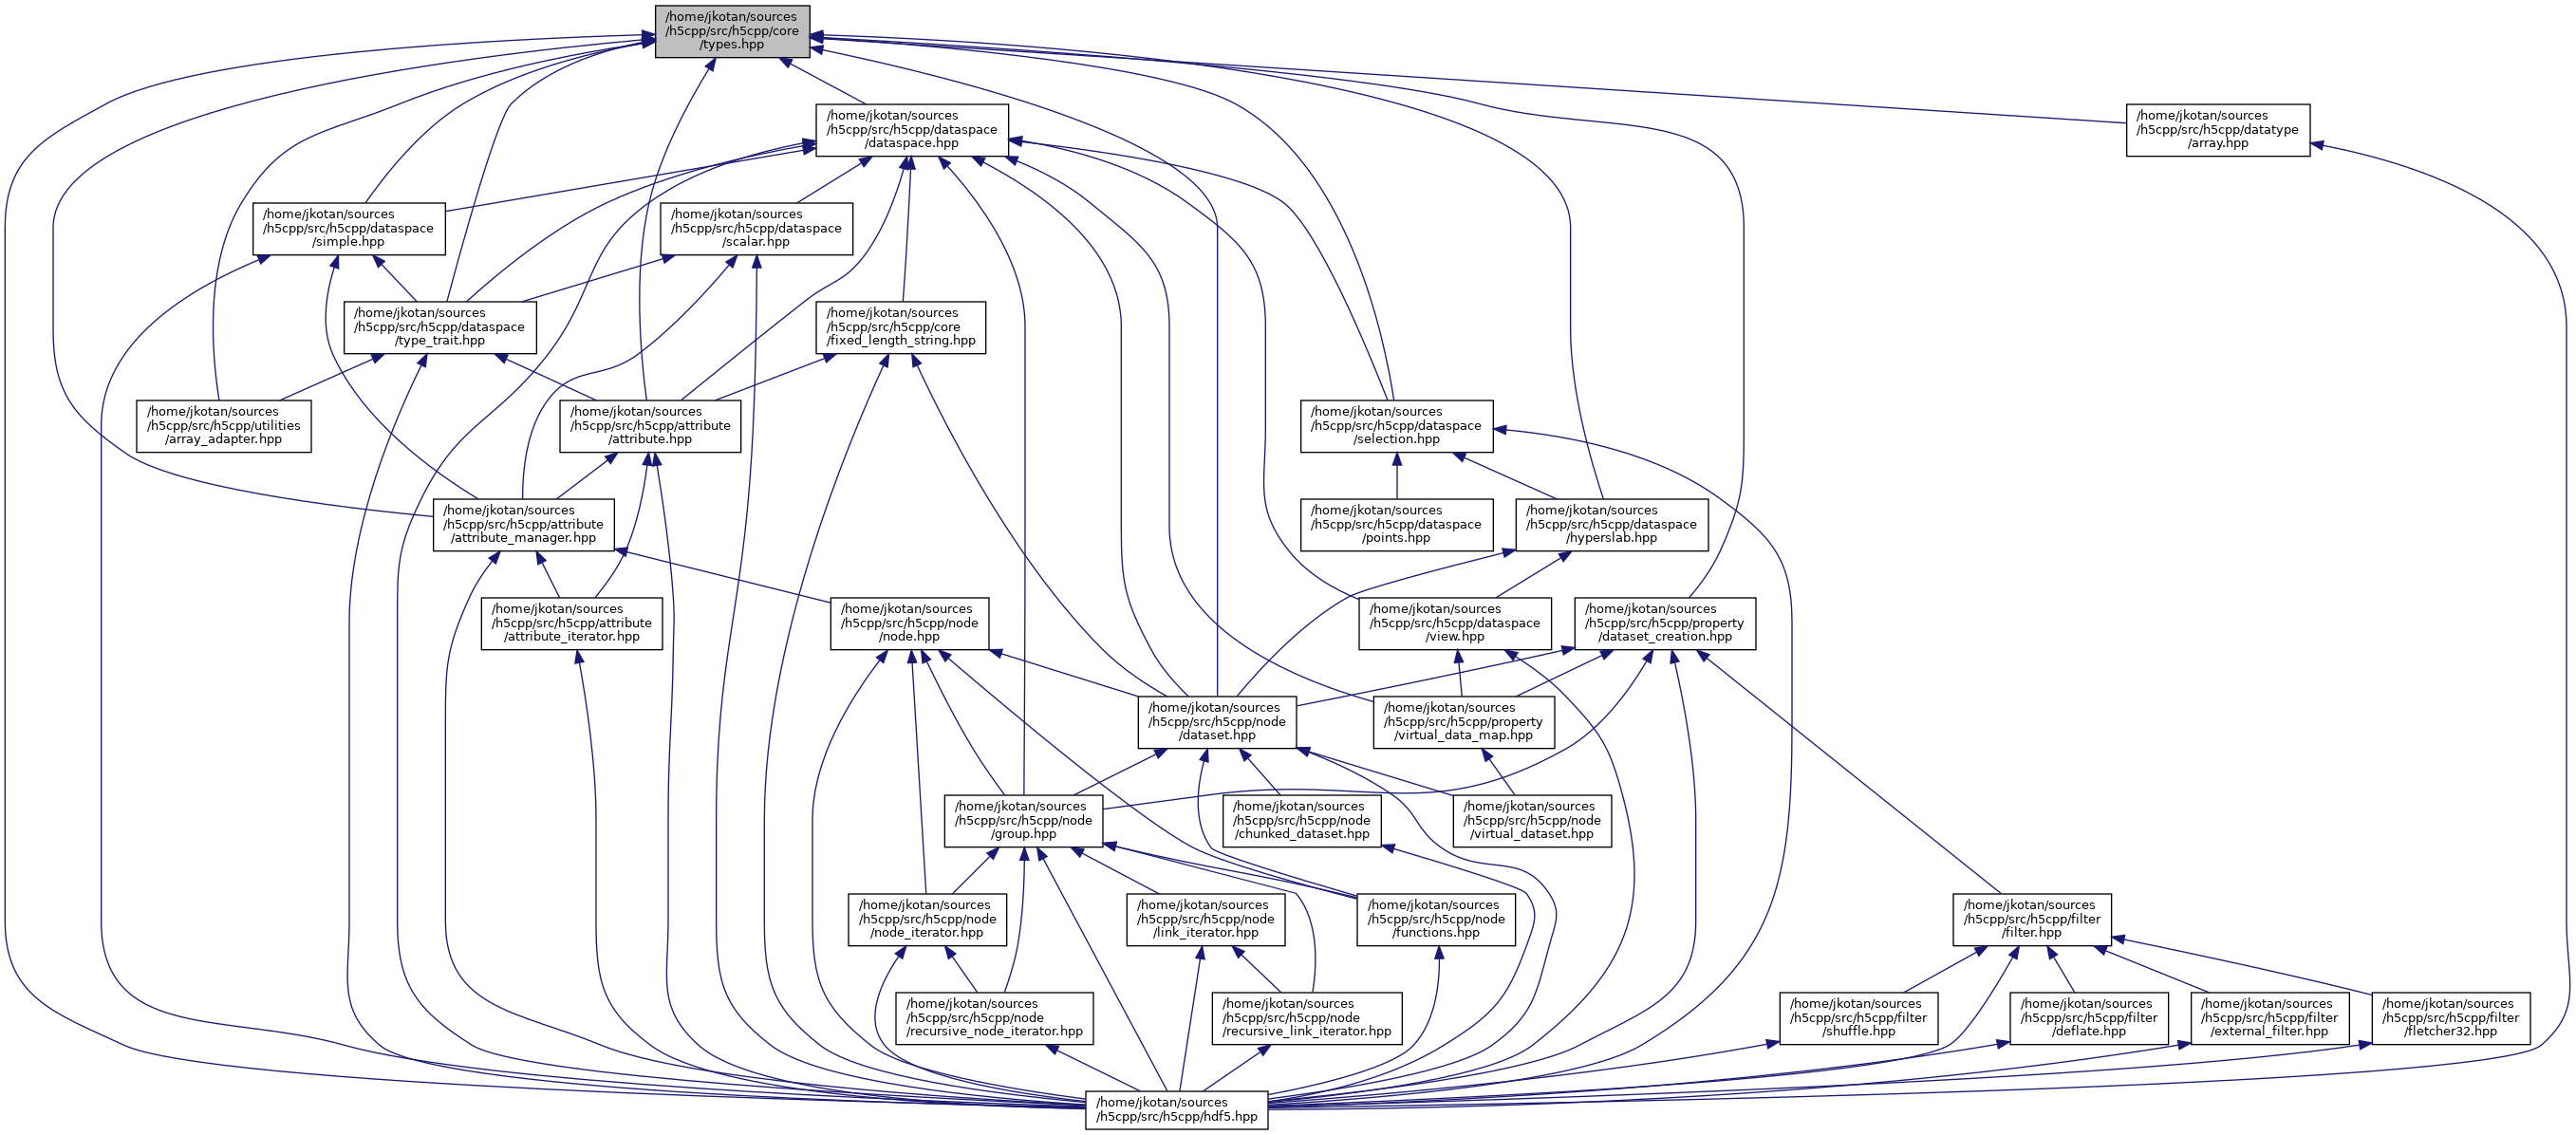 /home/jkotan/sources
/h5cpp/src/h5cpp/core
/types.hpp
/home/jkotan/sources
/h5cpp/src/h5cpp/dataspace
/dataspace.hpp
/home/jkotan/sources
/h5cpp/src/h5cpp/datatype
/array.hpp
/home/jkotan/sources
/h5cpp/src/h5cpp/dataspace
/simple.hpp
/home/jkotan/sources
/h5cpp/src/h5cpp/dataspace
/scalar.hpp
/home/jkotan/sources
/h5cpp/src/h5cpp/dataspace
/type_trait.hpp
/home/jkotan/sources
/h5cpp/src/h5cpp/core
/fixed_length_string.hpp
/home/jkotan/sources
/h5cpp/src/h5cpp/utilities
/array_adapter.hpp
/home/jkotan/sources
/h5cpp/src/h5cpp/attribute
/attribute.hpp
/home/jkotan/sources
/h5cpp/src/h5cpp/dataspace
/selection.hpp
/home/jkotan/sources
/h5cpp/src/h5cpp/attribute
/attribute_manager.hpp
/home/jkotan/sources
/h5cpp/src/h5cpp/dataspace
/points.hpp
/home/jkotan/sources
/h5cpp/src/h5cpp/dataspace
/hyperslab.hpp
/home/jkotan/sources
/h5cpp/src/h5cpp/attribute
/attribute_iterator.hpp
/home/jkotan/sources
/h5cpp/src/h5cpp/node
/node.hpp
/home/jkotan/sources
/h5cpp/src/h5cpp/dataspace
/view.hpp
/home/jkotan/sources
/h5cpp/src/h5cpp/property
/dataset_creation.hpp
/home/jkotan/sources
/h5cpp/src/h5cpp/node
/dataset.hpp
/home/jkotan/sources
/h5cpp/src/h5cpp/property
/virtual_data_map.hpp
/home/jkotan/sources
/h5cpp/src/h5cpp/node
/group.hpp
/home/jkotan/sources
/h5cpp/src/h5cpp/node
/chunked_dataset.hpp
/home/jkotan/sources
/h5cpp/src/h5cpp/node
/virtual_dataset.hpp
/home/jkotan/sources
/h5cpp/src/h5cpp/node
/node_iterator.hpp
/home/jkotan/sources
/h5cpp/src/h5cpp/node
/link_iterator.hpp
/home/jkotan/sources
/h5cpp/src/h5cpp/node
/functions.hpp
/home/jkotan/sources
/h5cpp/src/h5cpp/filter
/filter.hpp
/home/jkotan/sources
/h5cpp/src/h5cpp/node
/recursive_node_iterator.hpp
/home/jkotan/sources
/h5cpp/src/h5cpp/node
/recursive_link_iterator.hpp
/home/jkotan/sources
/h5cpp/src/h5cpp/filter
/shuffle.hpp
/home/jkotan/sources
/h5cpp/src/h5cpp/filter
/deflate.hpp
/home/jkotan/sources
/h5cpp/src/h5cpp/filter
/external_filter.hpp
/home/jkotan/sources
/h5cpp/src/h5cpp/filter
/fletcher32.hpp
/home/jkotan/sources
/h5cpp/src/h5cpp/hdf5.hpp